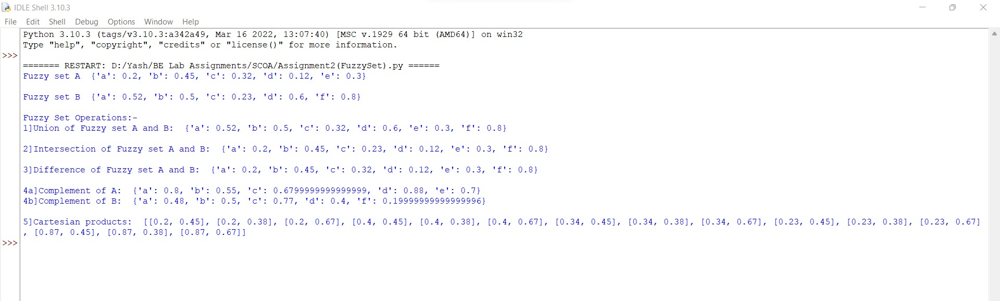 IDLE Shell 3.10.3
File Edit Shell Debug Options Window Help
Python 3.10.3 (tags/v3.10.3:a342a49, Mar 16 2022, 13:07:40) [MSC v.1929 64 bit (AMD64)] on win32
Type "help", "copyright", "credits" or "license()" for more information.
>>>
======= RESTART: D:/Yash/BE Lab Assignments/SCOA/Assignment2(FuzzySet).py ======
Fuzzy set A  {'a': 0.2, 'b': 0.45, 'c': 0.32, 'd': 0.12, 'e': 0.3}
Fuzzy set B  {'a': 0.52, 'b': 0.5, 'c': 0.23, 'd': 0.6, 'f': 0.8}
Fuzzy Set Operations:-
1]Union of Fuzzy set A and B:  {'a': 0.52, 'b': 0.5, 'c': 0.32, 'd': 0.6, 'e': 0.3, 'f': 0.8}
2]Intersection of Fuzzy set A and B:  {'a': 0.2, 'b': 0.45, 'c': 0.23, 'd': 0.12, 'e': 0.3, 'f': 0.8}
3]Difference of Fuzzy set A and B:  {'a': 0.2, 'b': 0.45, 'c': 0.32, 'd': 0.12, 'e': 0.3, 'f': 0.8}
4a]Complement of A:  {'a': 0.8, 'b': 0.55, 'c': 0.6799999999999999, 'd': 0.88, 'e': 0.7}
4b]Complement of B:  {'a': 0.48, 'b': 0.5, 'c': 0.77, 'd': 0.4, 'f': 0.19999999999999996}
5]Cartesian products:  [[0.2, 0.45], [0.2, 0.38], [0.2, 0.67], [0.4, 0.45], [0.4, 0.38], [0.4, 0.67], [0.34, 0.45], [0.34, 0.38], [0.34, 0.67], [0.23, 0.45], [0.23, 0.38], [0.23, 0.67]
, [0.87, 0.45], [0.87, 0.38], [0.87, 0.67]]
>>>